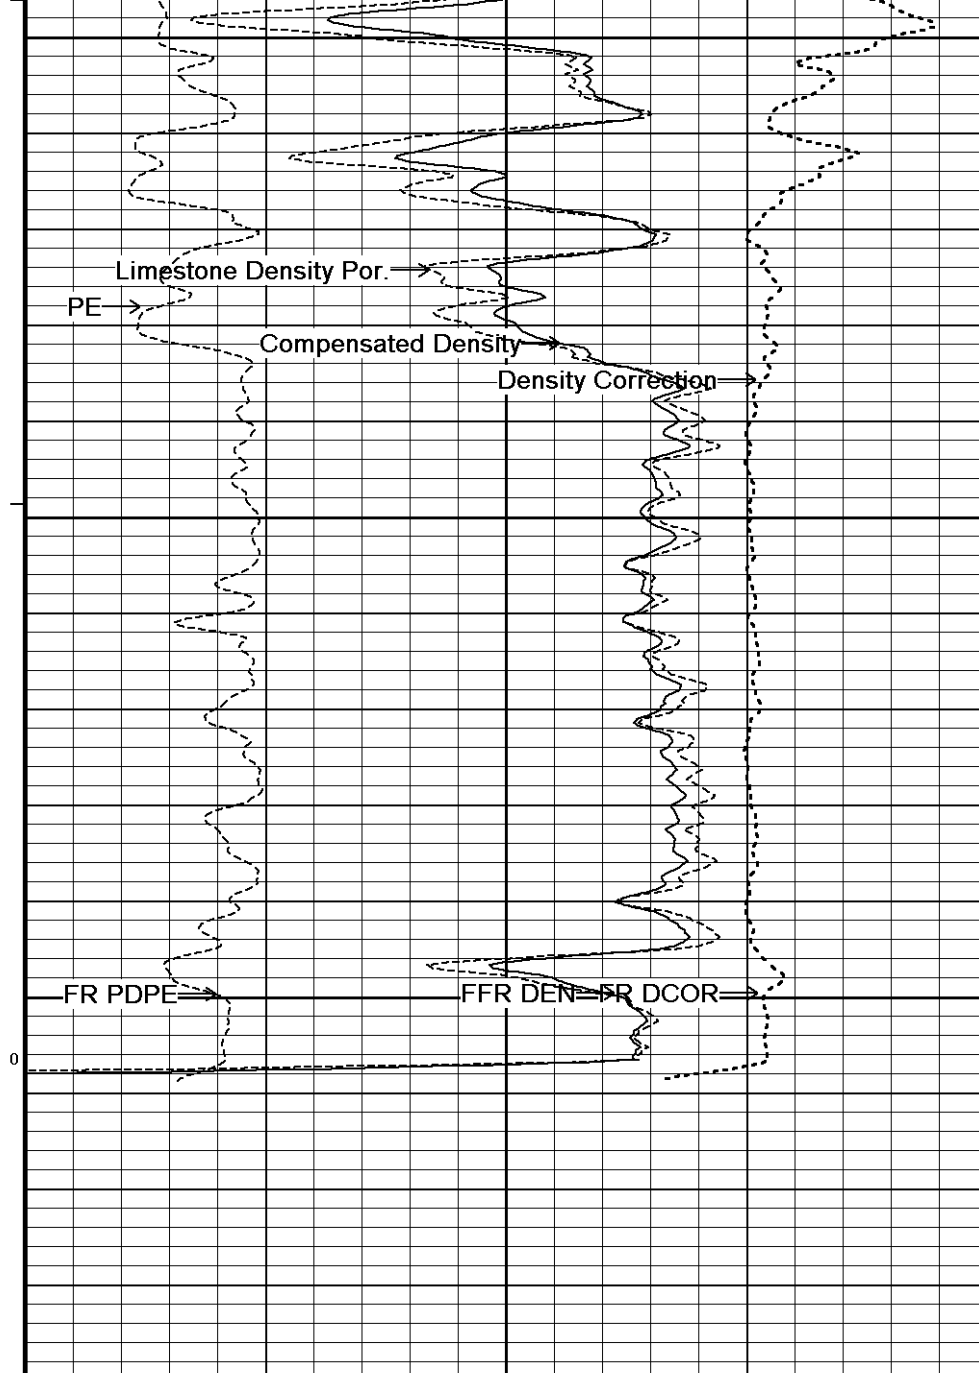 Limestone Density Por.
PE
Compensated Density
Density Correction
FR PDPE
FFR DEN
FR DCOR
0